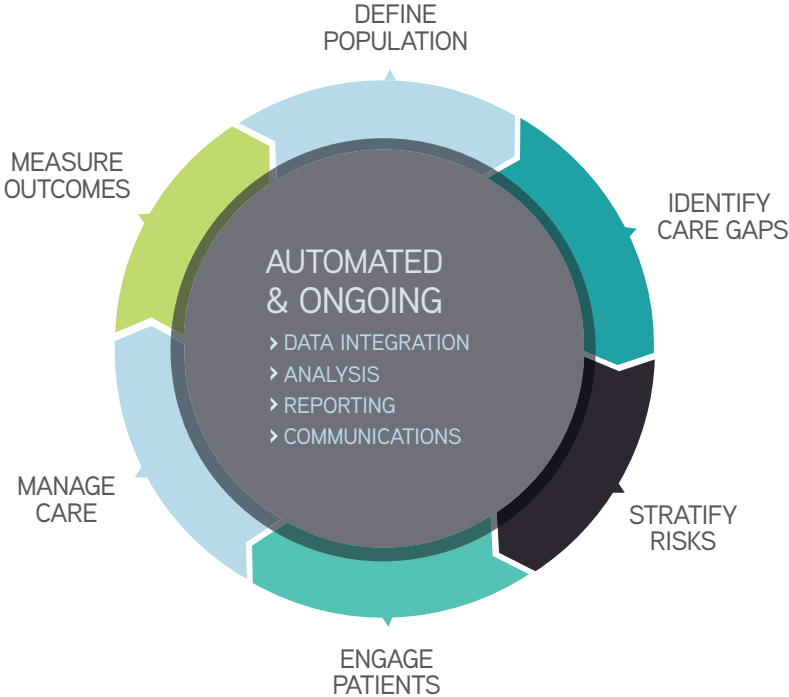 DEFINE
POPULATION
IDENTIFY
CARE GAPS
STRATIFY
RISKS
ENGAGE
PATIENTS
MANAGE
CARE
MEASURE
OUTCOMES
AUTOMATED
& ONGOING
› DATA INTEGRATION
› ANALYSIS
› REPORTING
› COMMUNICATIONS